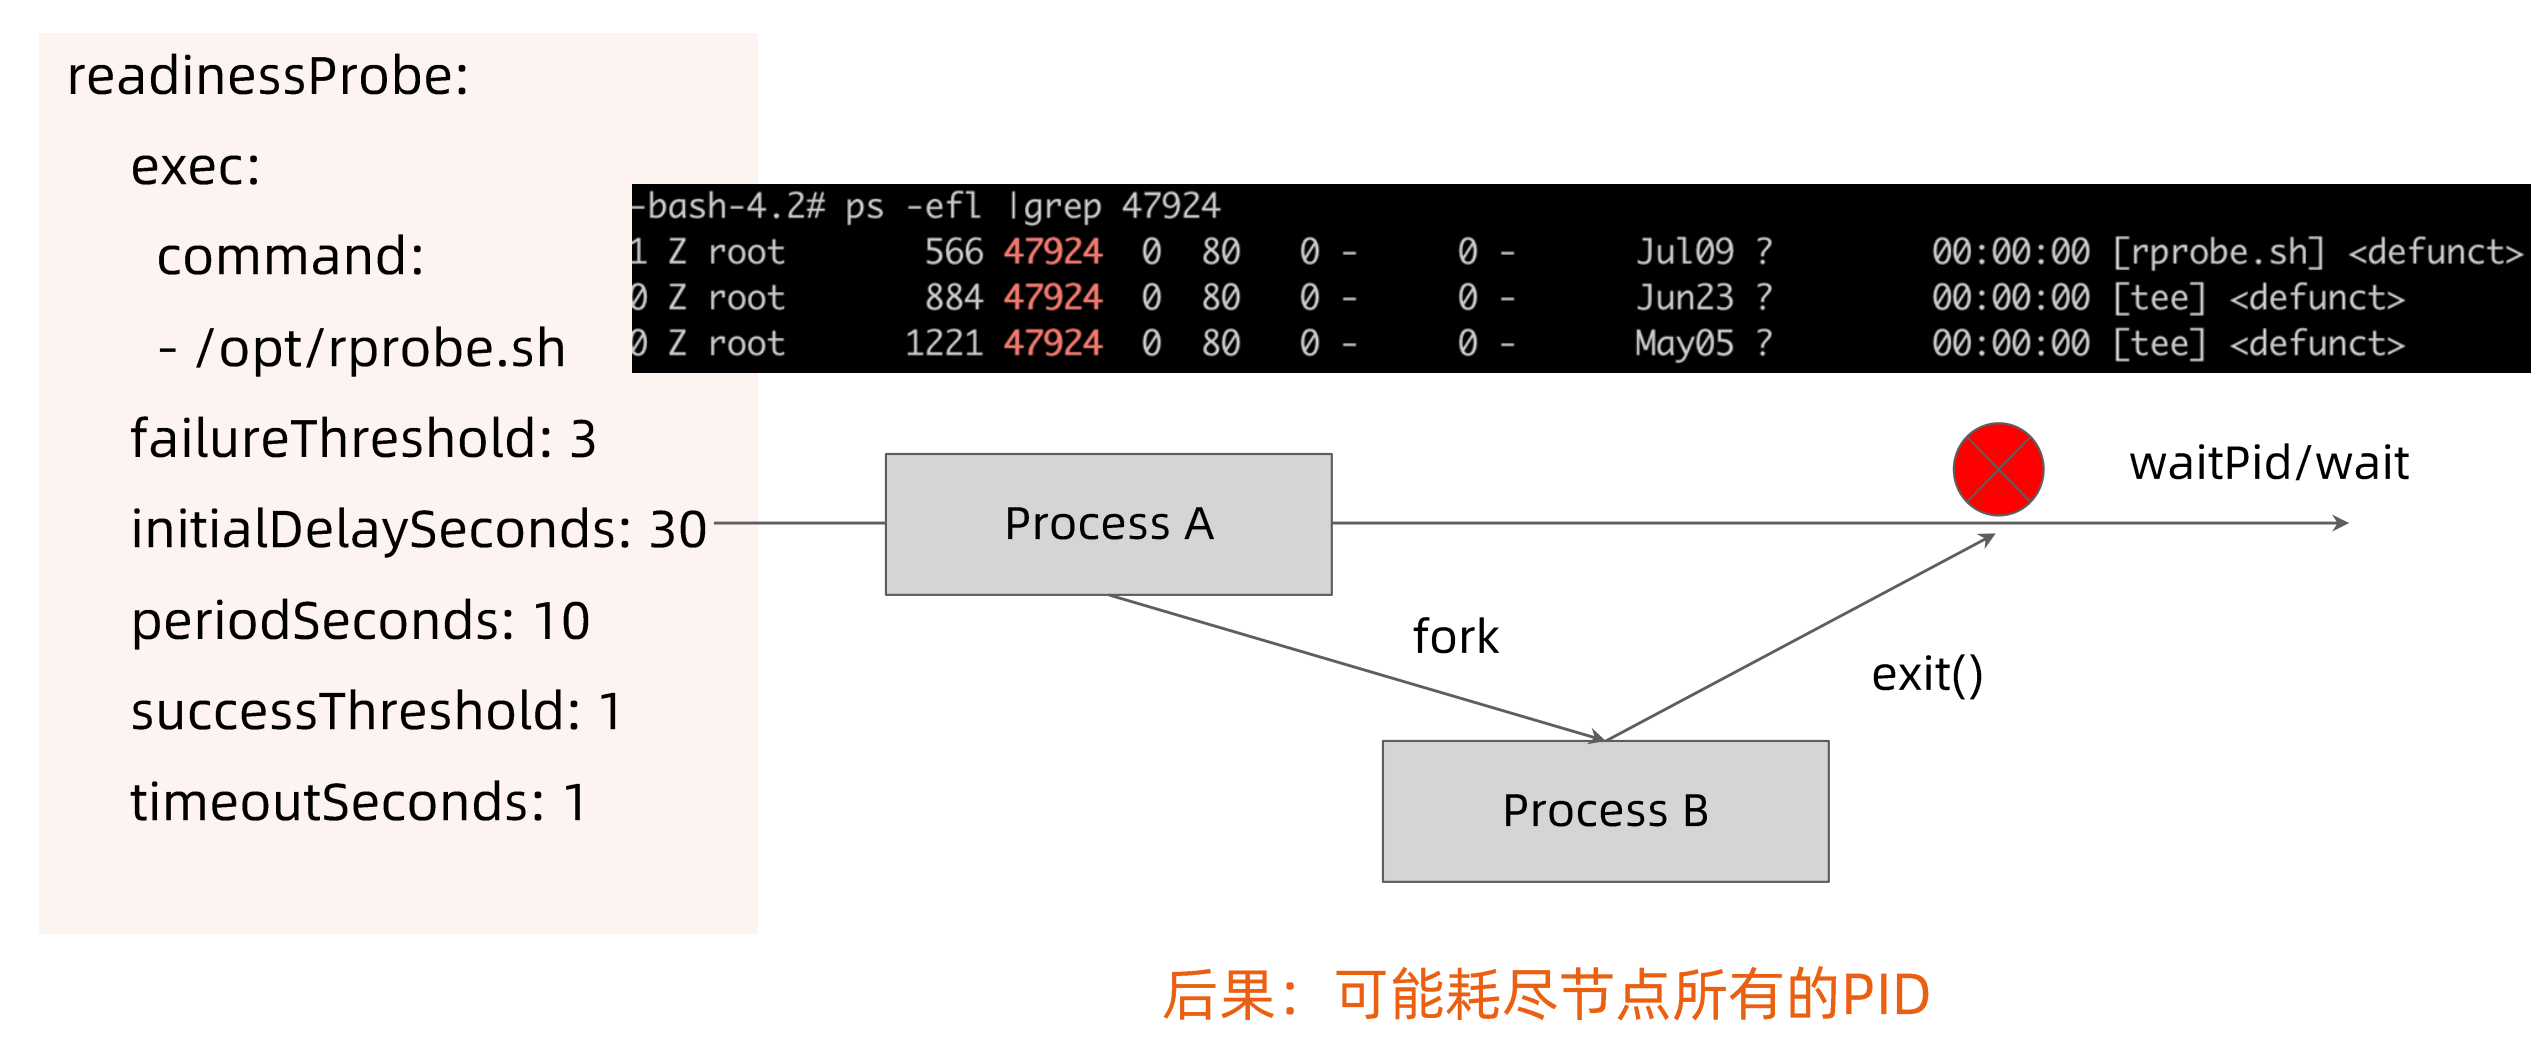 readinessProbe:
exec:
command:
- /opt/rprobe.sh
failureThreshold: 3
initialDelaySeconds: 30
periodSeconds: 10
successThreshold: 1
timeoutSeconds: 1
-bash-4.2# ps -efl |grep 47924
1 Z root 566 47924 0 80 0 - 0 - Jul09 ? 00:00:00 [rprobe.sh] <defunct>
0 Z root 884 47924 0 80 0 - 0 - Jun23 ? 00:00:00 [tee] <defunct>
0 Z root 1221 47924 0 80 0 - 0 - May05 ? 00:00:00 [tee] <defunct>
waitPid/wait
Process A
fork
exit()
Process B
后果：可能耗尽节点所有的PID